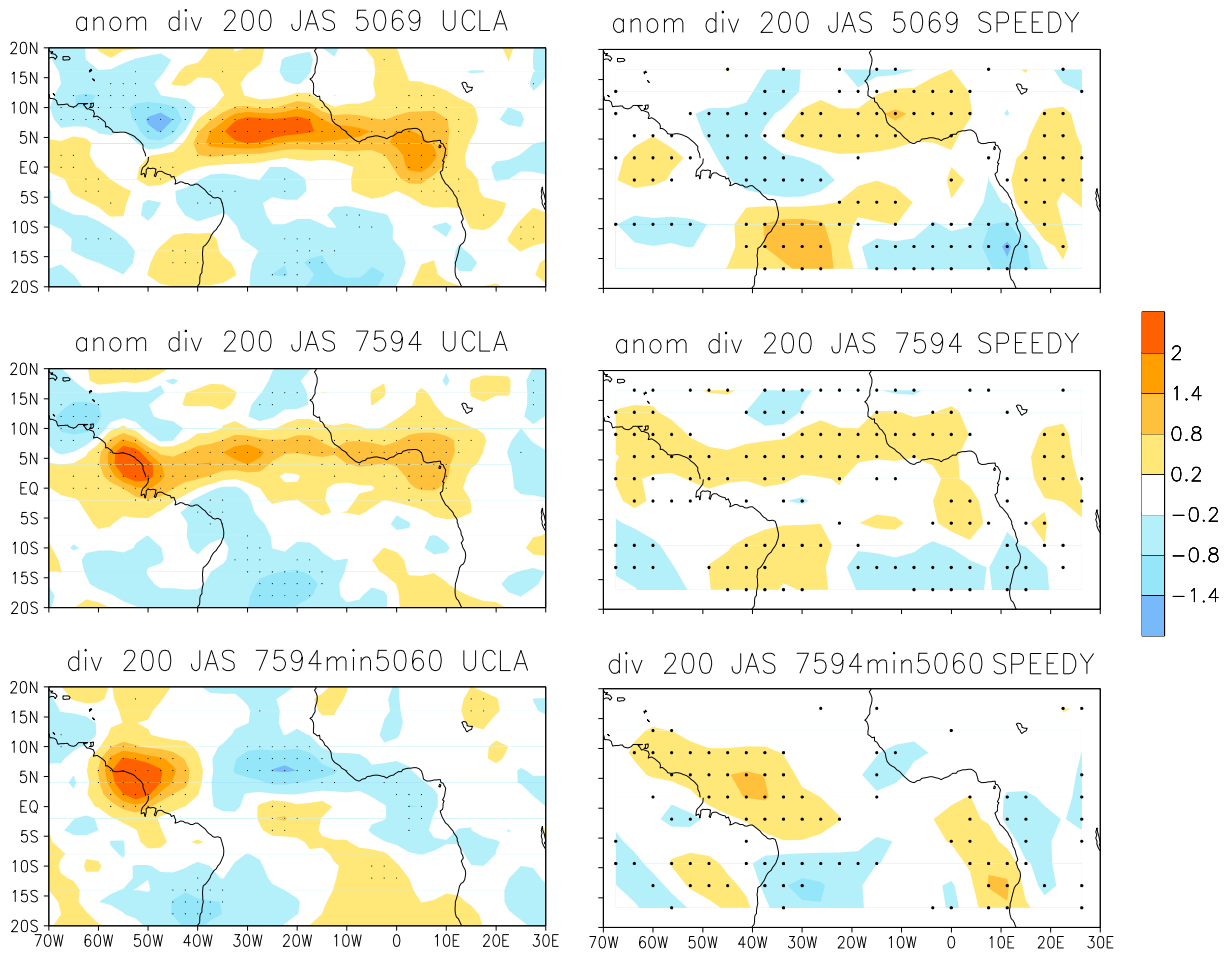 anom div 200 JAS 5069 UCLA
20N
15N
10N
5N
EQ
5S
10S
15S
20S
anom div 200 JAS 5069 SPEEDY
anom div 200 JAS 7594 UCLA
20N
15N
10N
5N
EQ
5S
10S
15S
20S
anom div 200 JAS 7594 SPEEDY
2
1.4
0.8
0.2
−0.2
−0.8
−1.4
div 200 JAS 7594min5060 UCLA
20N
15N
10N
5N
EQ
5S
10S
15S
20S
70W 60W 50W 40W 30W 20W 10W 0 10E 20E 30E
div 200 JAS 7594min5060 SPEEDY
70W 60W 50W 40W 30W 20W 10W 0 10E 20E 30E